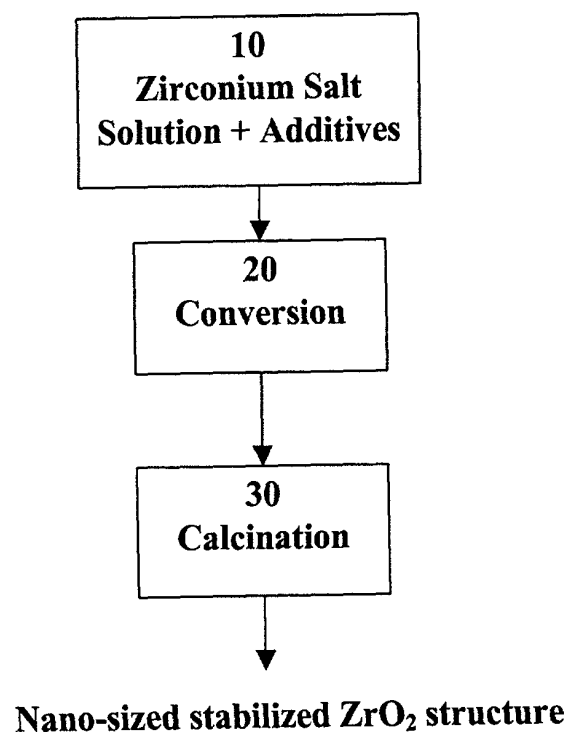 10
Zirconium Salt
Solution + Additives
20
Conversion
30
Calcination
Nano-sized stabilized ZrO₂ structure